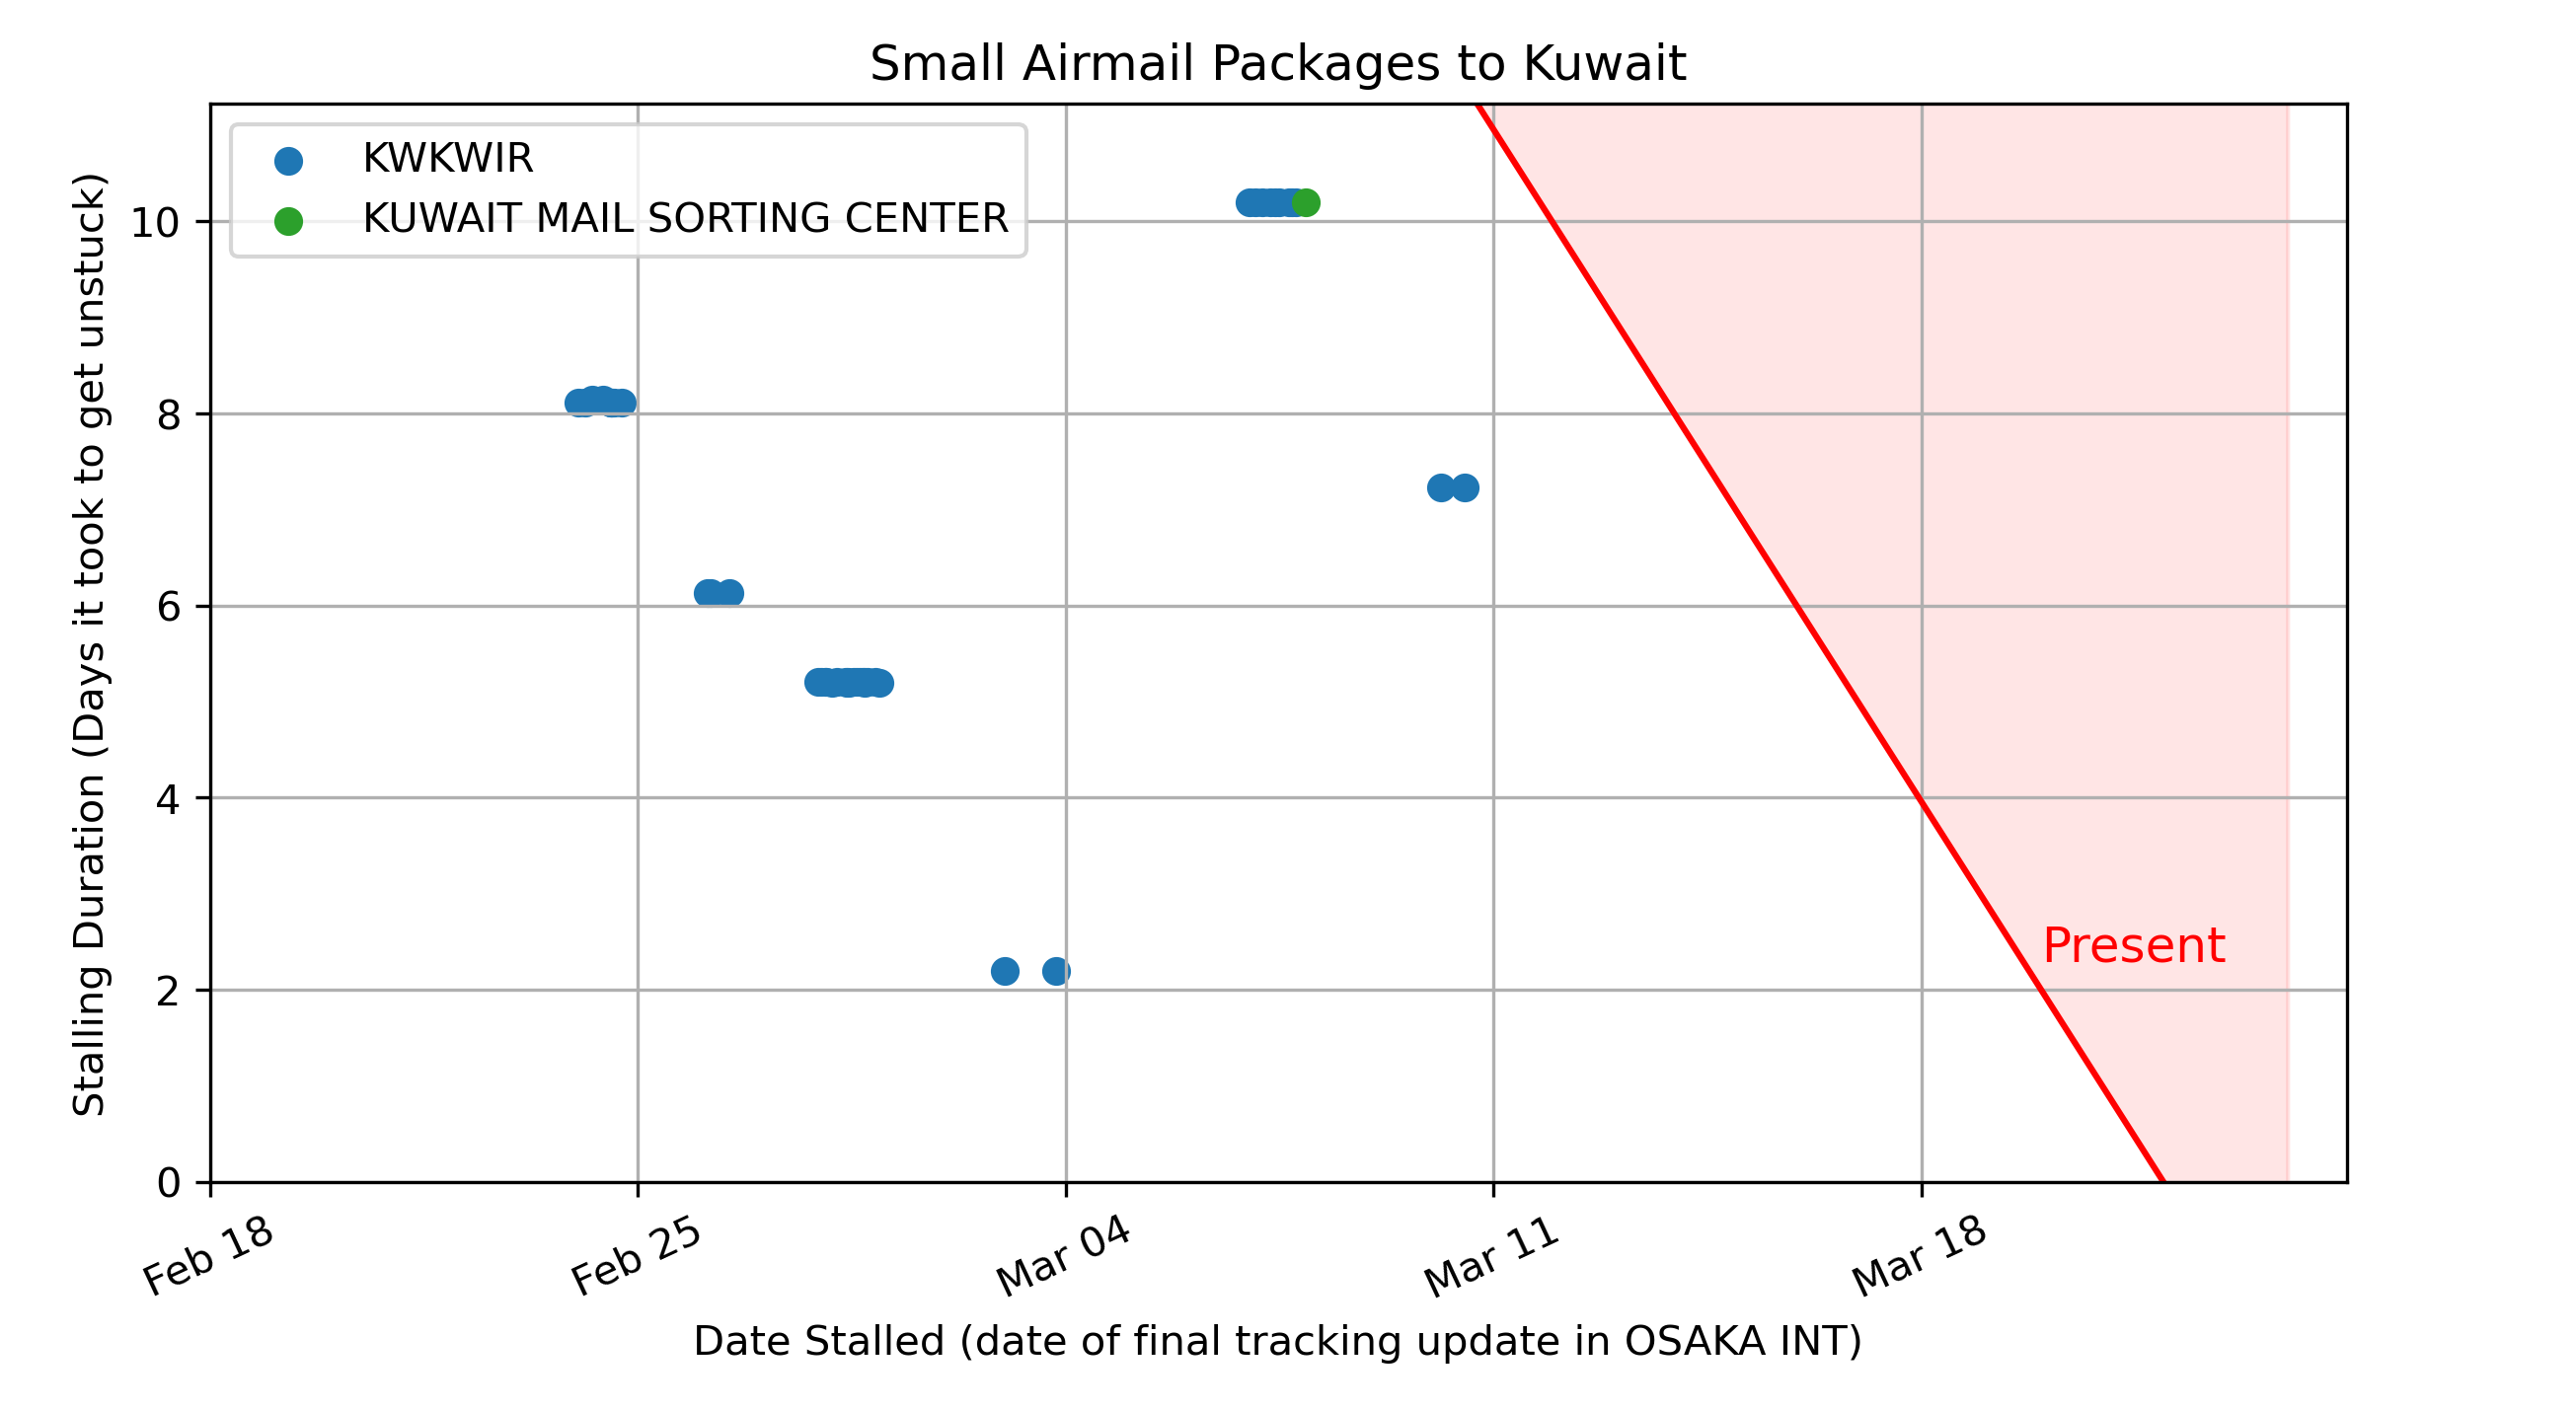 Small Airmail Packages to Kuwait
KWKWIR
KUWAIT MAIL SORTING CENTER
Stalling Duration (Days it took to get unstuck)
10
8
6
4
2
0
Present
Feb 18
Feb 25
Mar 04
Mar 11
Mar 18
Date Stalled (date of final tracking update in OSAKA INT)